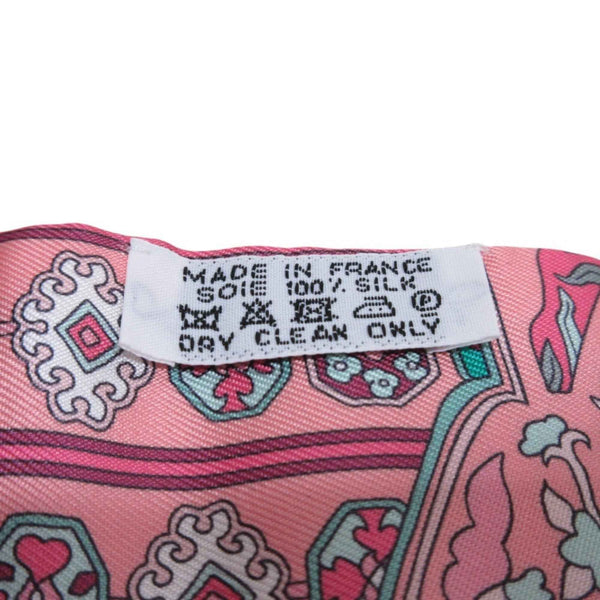 MADE IN FRANCE
SOIE 100% SILK
P
DRY CLEAN ONLY